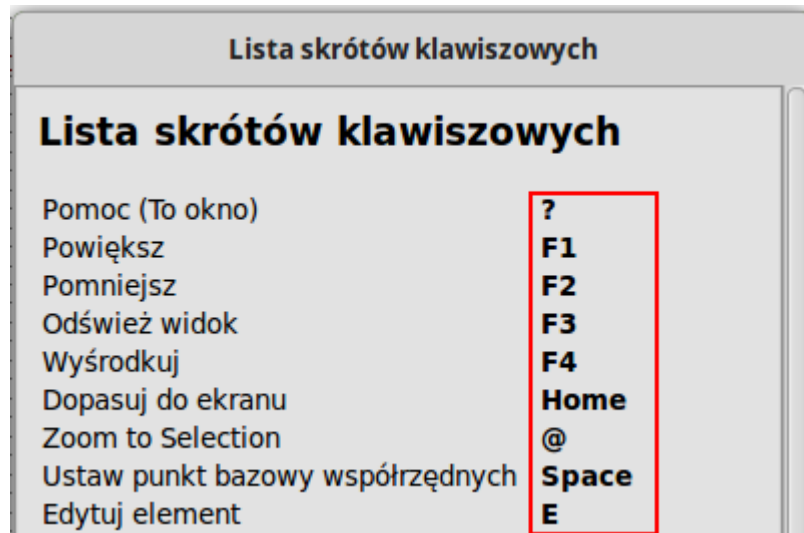 Lista skrótów klawiszowych
Lista skrótów klawiszowych
Pomoc (To okno) ?
Powiększ F1
Pomniejsz F2
Odśwież widok F3
Wyśrodkuj F4
Dopasuj do ekranu Home
Zoom to Selection @
Ustaw punkt bazowy współrzędnych Space
Edytuj element E